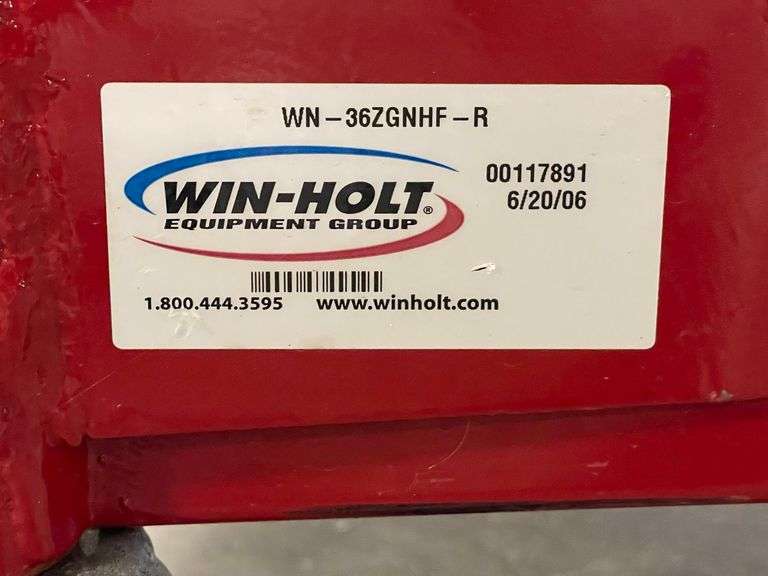 WN-36ZGNHF-R
WIN-HOLT®
EQUIPMENT GROUP
00117891
6/20/06
1.800.444.3595 www.winholt.com